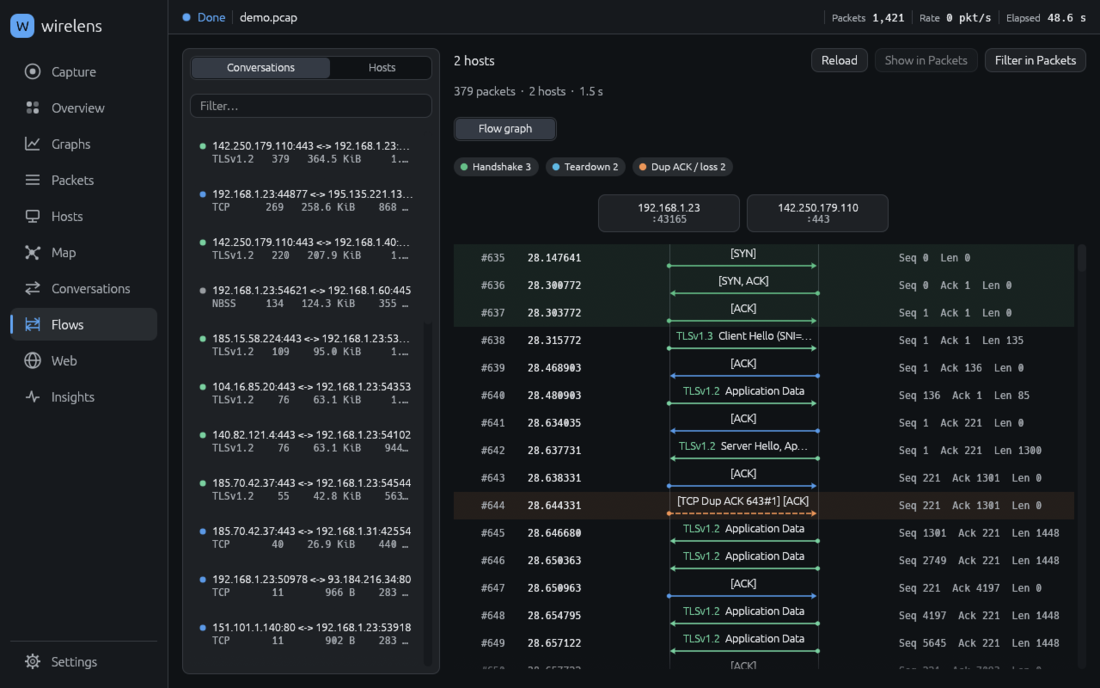 W wirelens
Done demo.pcap
Packets 1,421 Rate 0 pkt/s Elapsed 48.6 s
Capture
Overview
Graphs
Packets
Hosts
Map
Conversations
Flows
Web
Insights
Settings
Conversations Hosts
Filter...
142.250.179.110:443 <-> 192.168.1.23:...
TLSv1.2 379 364.5 KiB 1....
192.168.1.23:44877 <-> 195.135.221.13...
TCP 269 258.6 KiB 868 ...
142.250.179.110:443 <-> 192.168.1.40:...
TLSv1.2 220 207.9 KiB 1....
192.168.1.23:54621 <-> 192.168.1.60:445
NBSS 134 124.3 KiB 355 ...
185.15.58.224:443 <-> 192.168.1.23:53...
TLSv1.2 109 95.0 KiB 1....
104.16.85.20:443 <-> 192.168.1.23:54353
TLSv1.2 76 63.1 KiB 1....
140.82.121.4:443 <-> 192.168.1.23:54102
TLSv1.2 76 63.1 KiB 944...
185.70.42.37:443 <-> 192.168.1.23:54544
TLSv1.2 55 42.8 KiB 563...
185.70.42.37:443 <-> 192.168.1.31:42554
TCP 40 26.9 KiB 440 ...
192.168.1.23:50978 <-> 93.184.216.34:80
TCP 11 966 B 283 ...
151.101.1.140:80 <-> 192.168.1.23:53918
TCP 11 902 B 283 ...
2 hosts
Reload Show in Packets Filter in Packets
379 packets · 2 hosts · 1.5 s
Flow graph
Handshake 3 Teardown 2 Dup ACK / loss 2
192.168.1.23
:43165
142.250.179.110
:443
#635 28.147641 [SYN] Seq 0 Len 0
#636 28.300772 [SYN, ACK] Seq 0 Ack 1 Len 0
#637 28.303772 [ACK] Seq 1 Ack 1 Len 0
#638 28.315772 TLSv1.3 Client Hello (SNI=... Seq 1 Ack 1 Len 135
#639 28.468903 [ACK] Seq 1 Ack 136 Len 0
#640 28.480903 TLSv1.2 Application Data Seq 136 Ack 1 Len 85
#641 28.634035 [ACK] Seq 1 Ack 221 Len 0
#642 28.637731 TLSv1.2 Server Hello, Ap... Seq 1 Ack 221 Len 1300
#643 28.638331 [ACK] Seq 221 Ack 1301 Len 0
#644 28.644331 [TCP Dup ACK 643#1] [ACK] Seq 221 Ack 1301 Len 0
#645 28.646680 TLSv1.2 Application Data Seq 1301 Ack 221 Len 1448
#646 28.650363 TLSv1.2 Application Data Seq 2749 Ack 221 Len 1448
#647 28.650963 [ACK] Seq 221 Ack 4197 Len 0
#648 28.654795 TLSv1.2 Application Data Seq 4197 Ack 221 Len 1448
#649 28.657122 TLSv1.2 Application Data Seq 5645 Ack 221 Len 1448
[ACK]